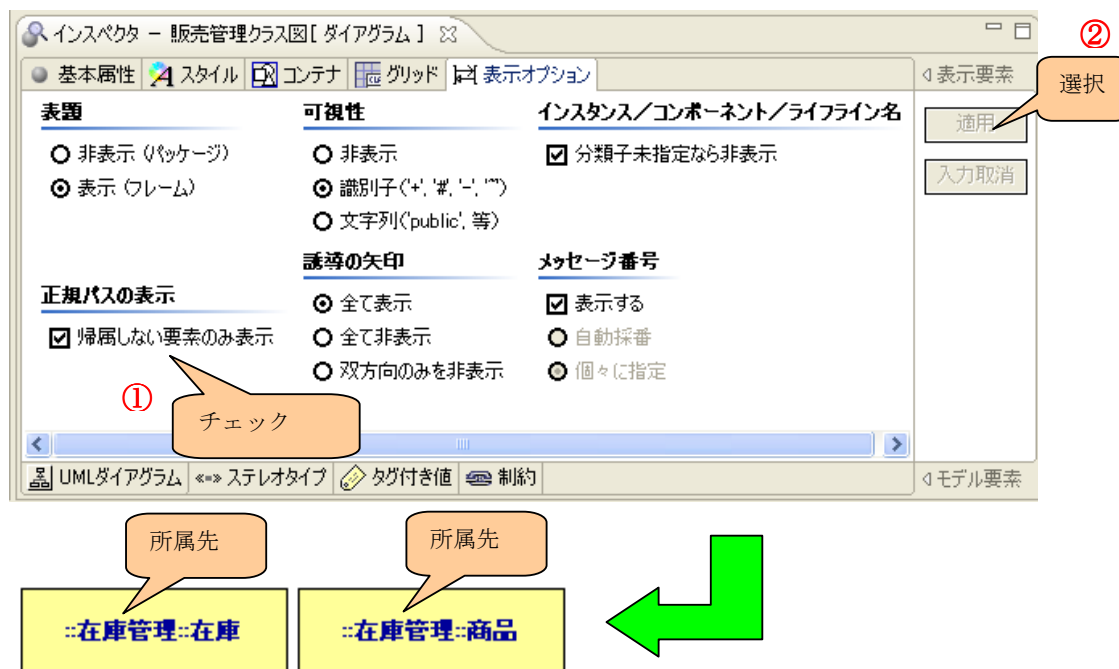 インスペクタ － 販売管理クラス図[ ダイアグラム ]
②
基本属性 スタイル コンテナ グリッド 表示オプション
表示要素
選択
表題
非表示 (パッケージ)
表示 (フレーム)
可視性
非表示
識別子('+', '#', '-', '~')
文字列('public', 等)
インスタンス／コンポーネント／ライフライン名
分類子未指定なら非表示
適用
入力取消
正規パスの表示
帰属しない要素のみ表示
誘導の矢印
全て表示
全て非表示
双方向のみを非表示
メッセージ番号
表示する
自動採番
個々に指定
①
チェック
UMLダイアグラム «=» ステレオタイプ タグ付き値 制約
モデル要素
所属先
所属先
::在庫管理::在庫
::在庫管理::商品